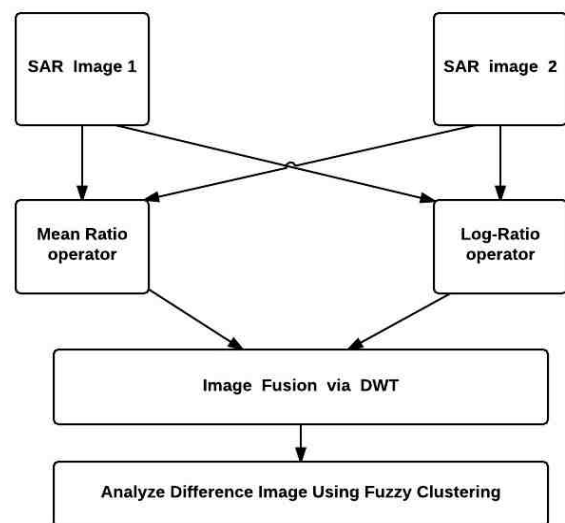 SAR Image 1
SAR image 2
Mean Ratio
operator
Log-Ratio
operator
Image Fusion via DWT
Analyze Difference Image Using Fuzzy Clustering